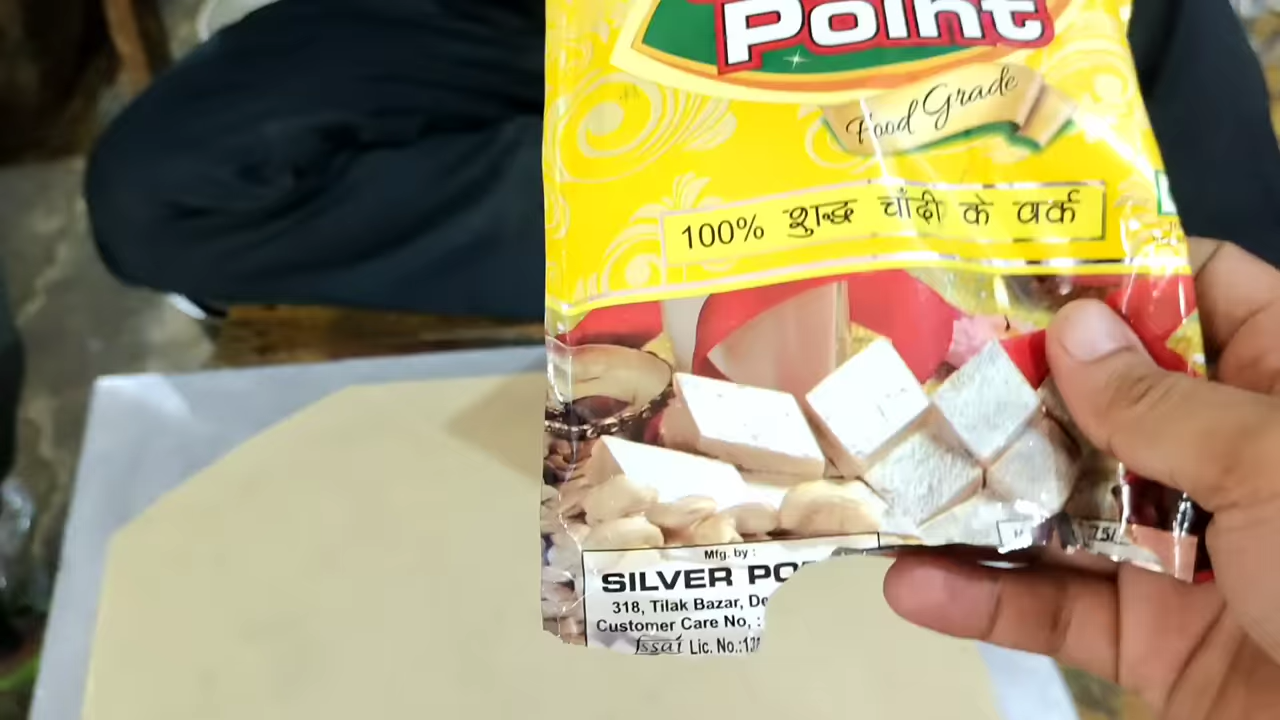 Point
Food Grade
100% शुद्ध चाँदी के वर्क
Mfg. by :
SILVER PO
318, Tilak Bazar, De
Customer Care No, :
fssai Lic. No.:13